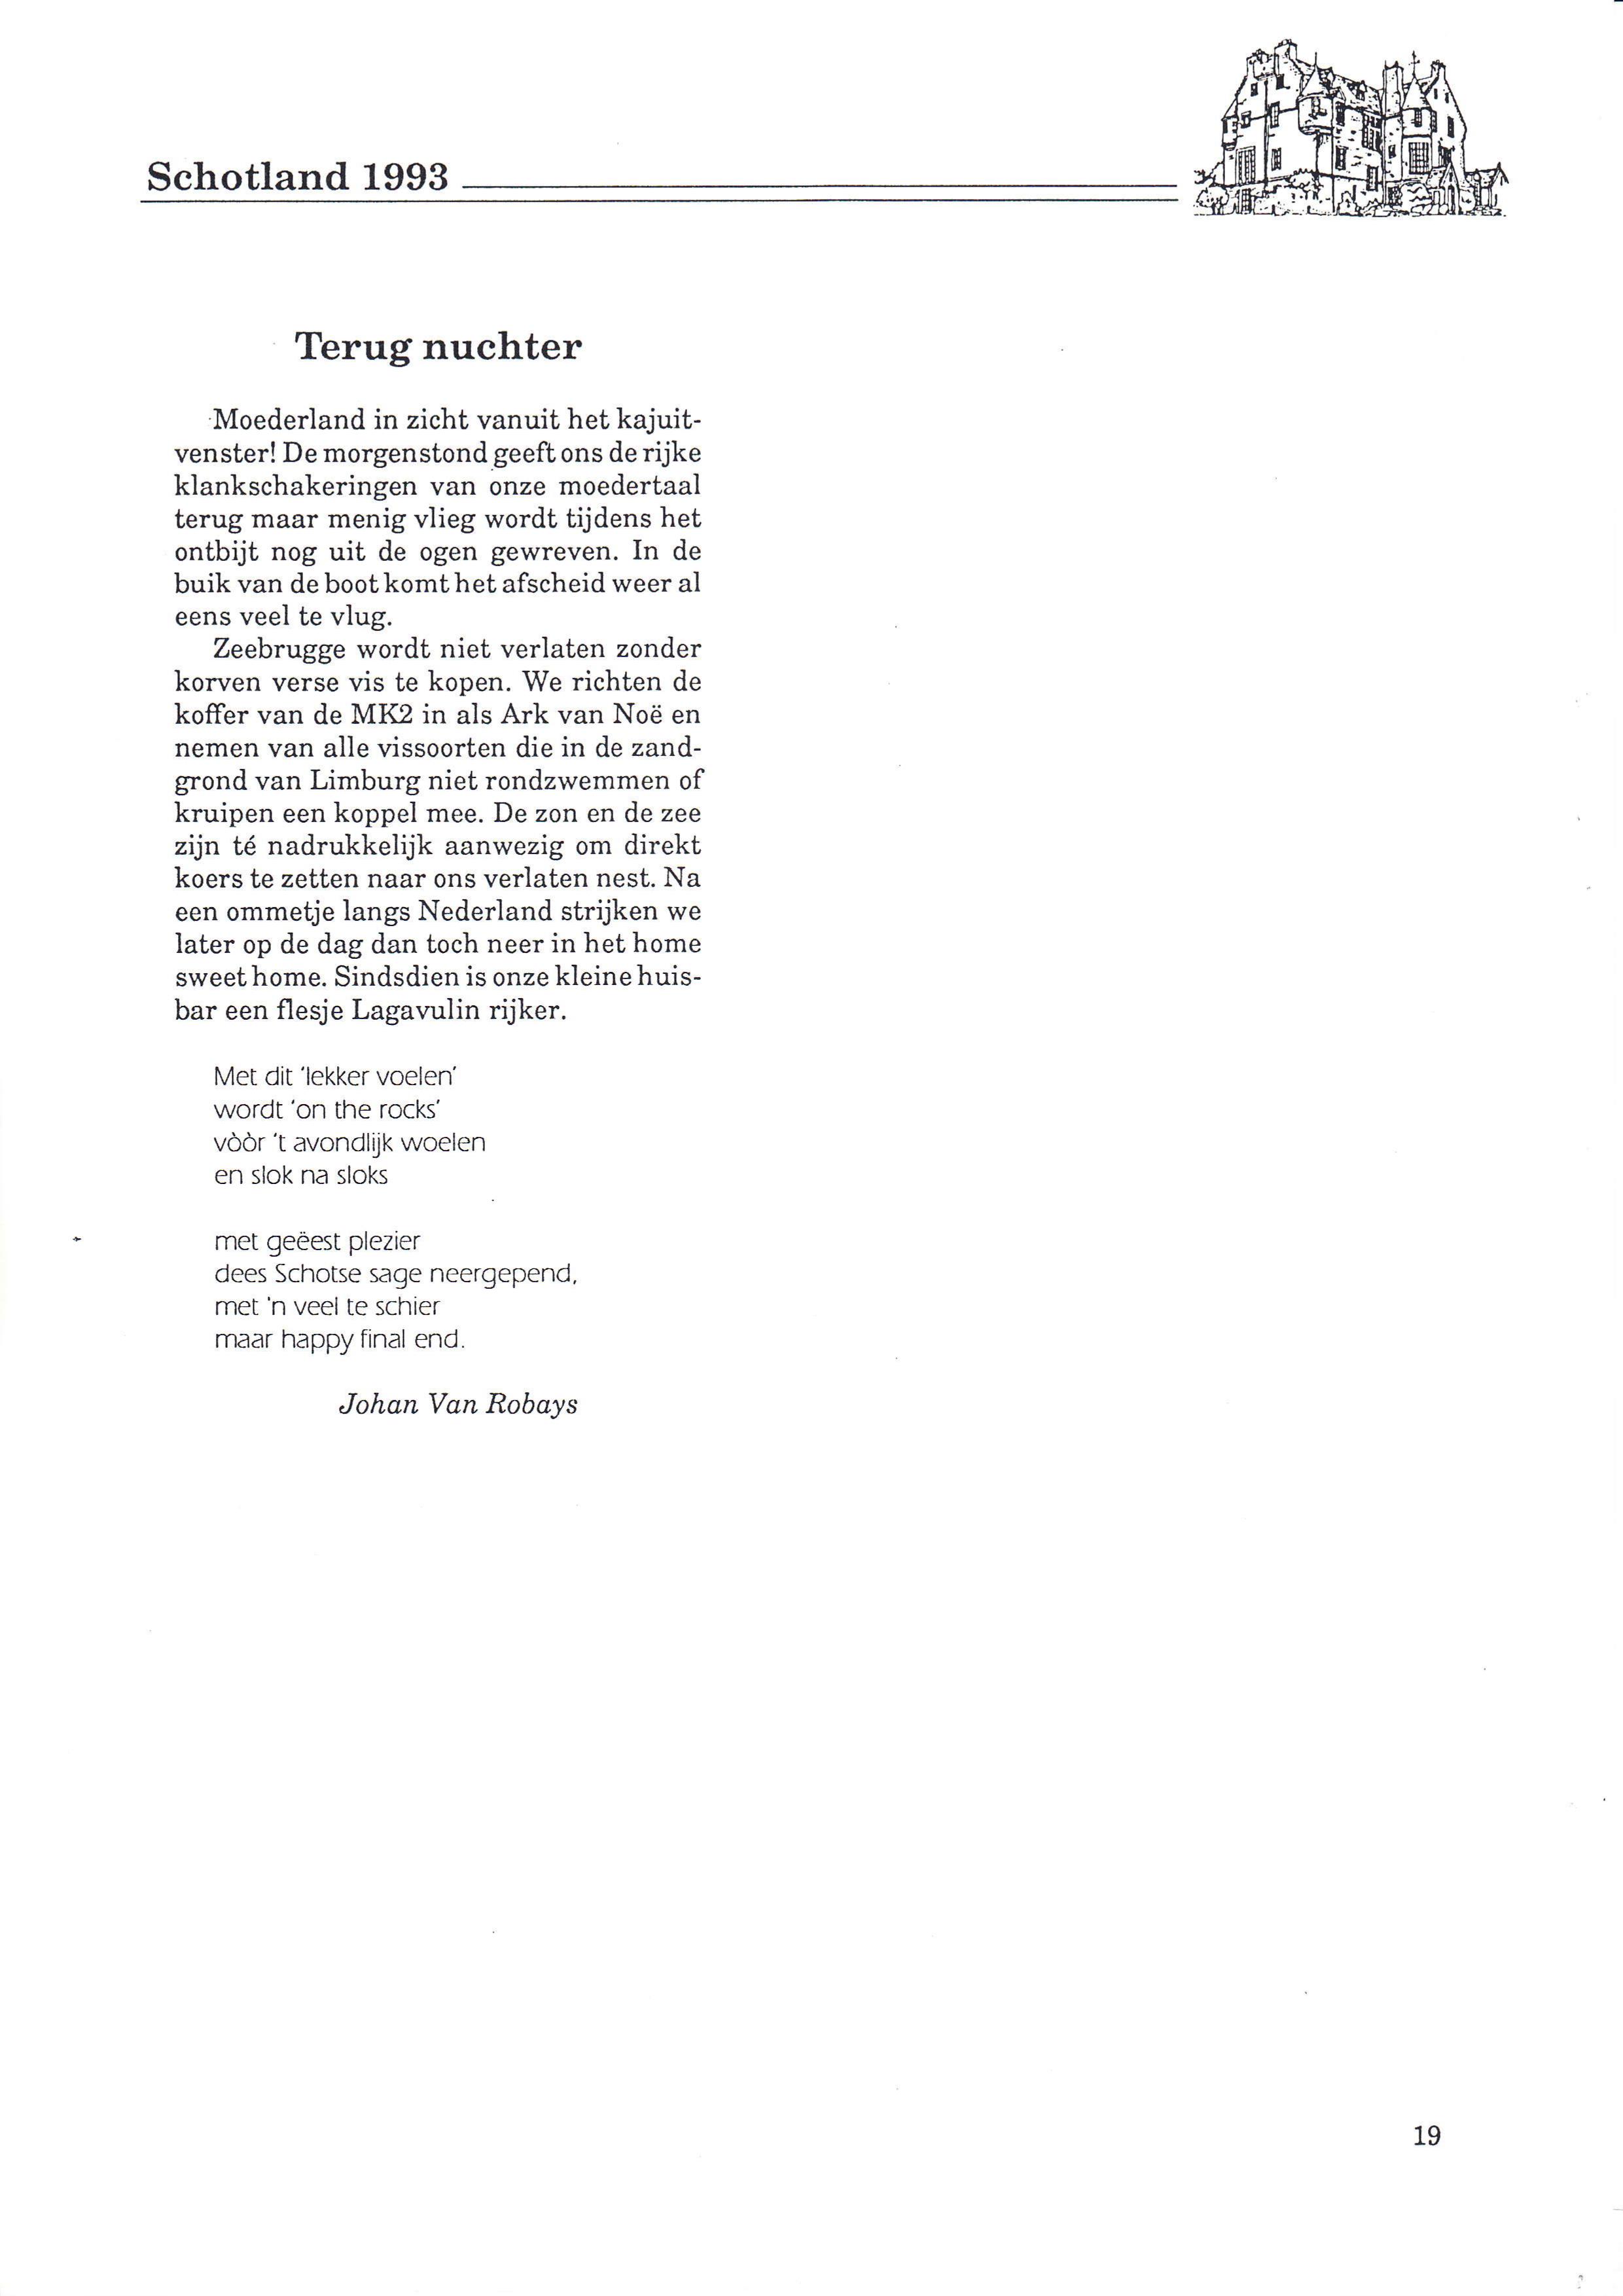 Schotland 1993
Terug nuchter
Moederland in zicht vanuit het kajuit-
venster! De morgenstond geeft ons de rijke
klankschakeringen van onze moedertaal
terug maar menig vlieg wordt tijdens het
ontbijt nog uit de ogen gewreven. In de
buik van de boot komt het afscheid weer al
eens veel te vlug.
Zeebrugge wordt niet verlaten zonder
korven verse vis te kopen. We richten de
koffer van de MK2 in als Ark van Noë en
nemen van alle vissoorten die in de zand-
grond van Limburg niet rondzwemmen of
kruipen een koppel mee. De zon en de zee
zijn té nadrukkelijk aanwezig om direkt
koers te zetten naar ons verlaten nest. Na
een ommetje langs Nederland strijken we
later op de dag dan toch neer in het home
sweet home. Sindsdien is onze kleine huis-
bar een flesje Lagavulin rijker.
Met dit 'lekker voelen'
wordt 'on the rocks'
vòòr 't avondlijk woelen
en slok na sloks
met geëest plezier
dees Schotse sage neergepend,
met 'n veel te schier
maar happy final end.
Johan Van Robays
19